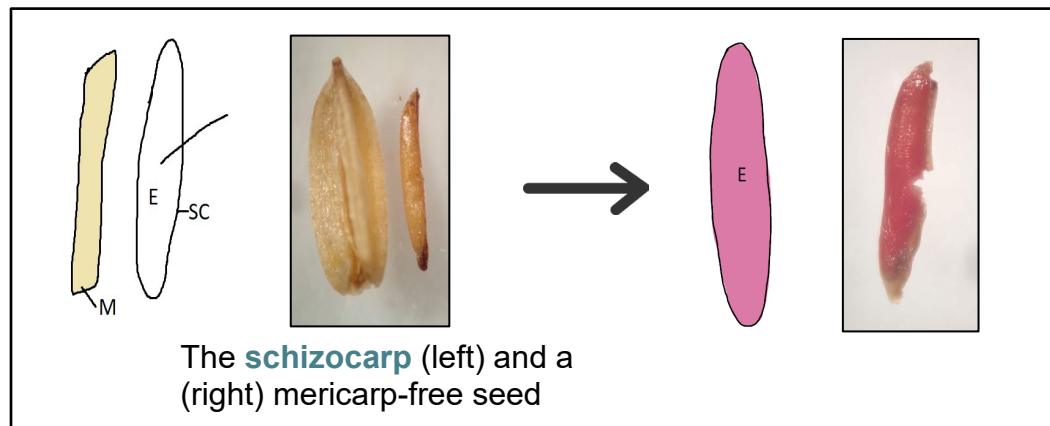 E
SC
M
E
The schizocarp (left) and a
(right) mericarp-free seed